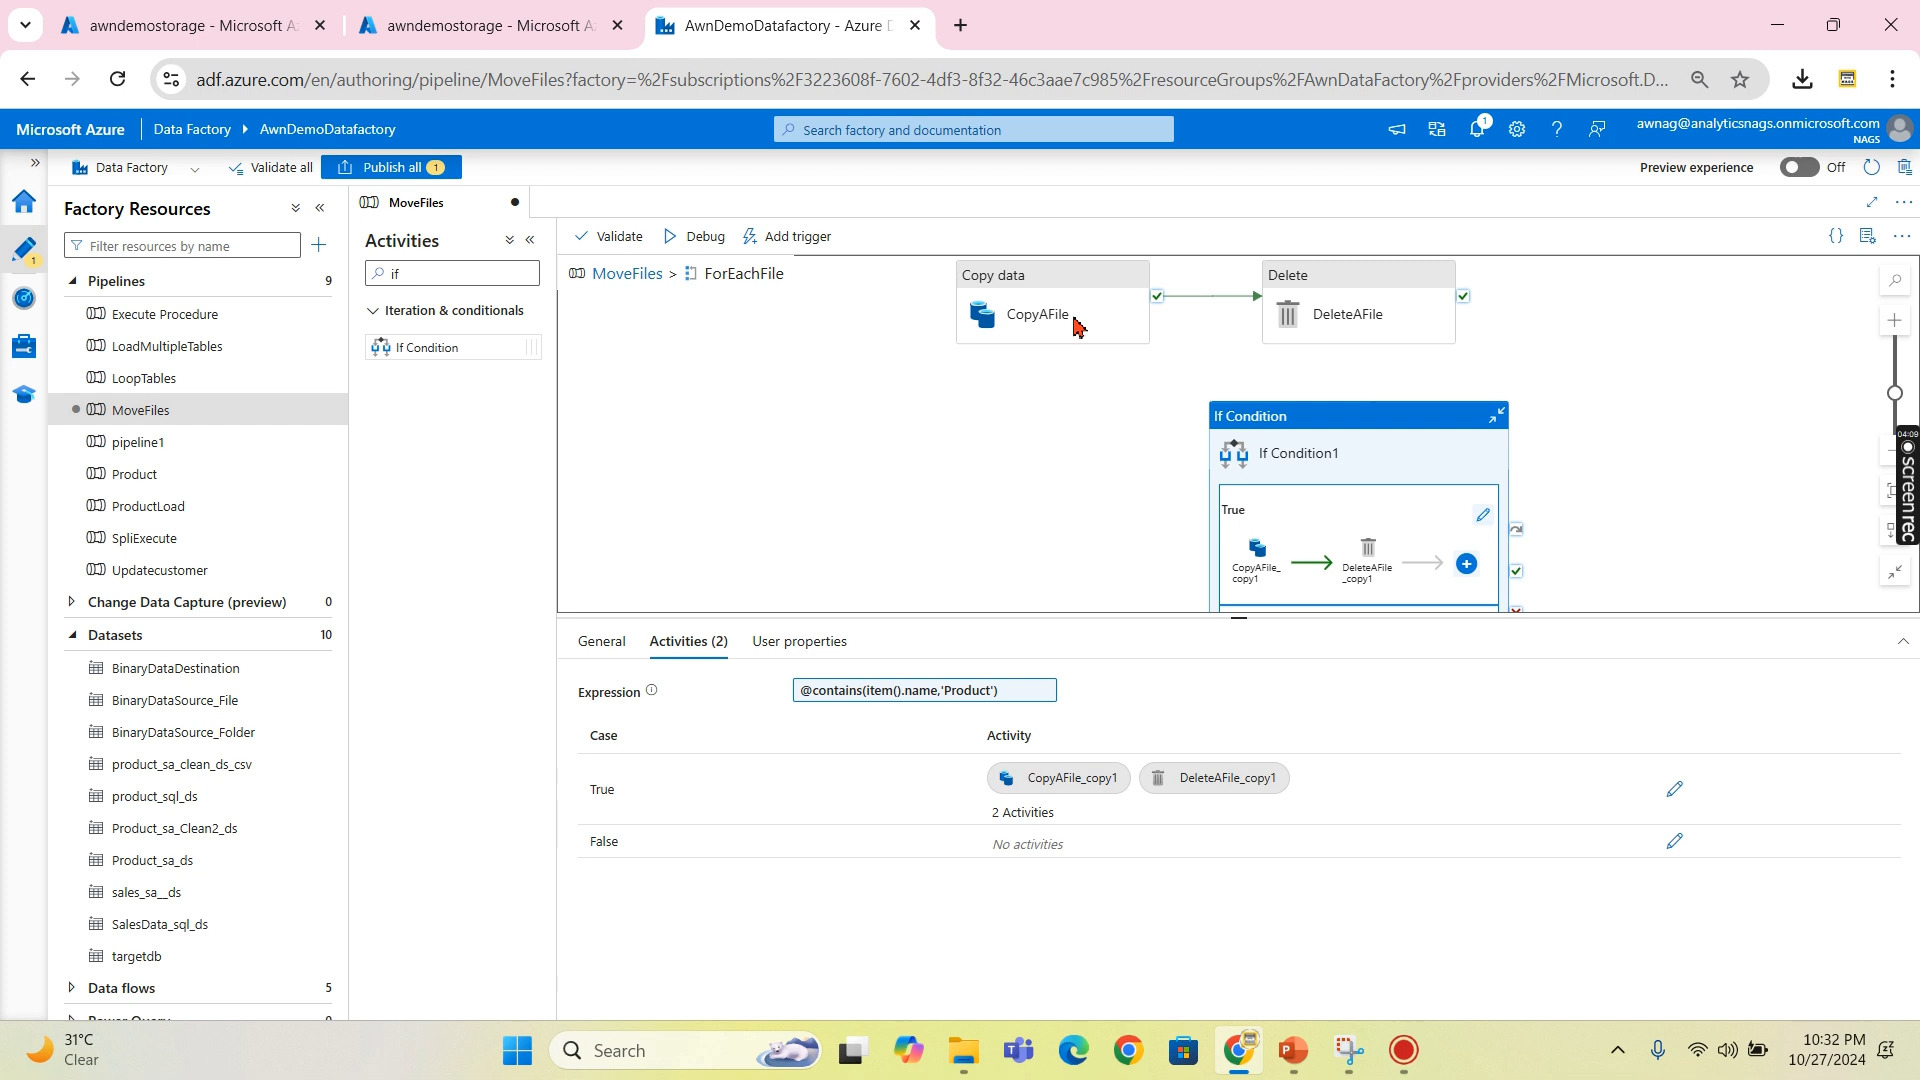 awndemostorage - Microsoft A
awndemostorage - Microsoft A
AwnDemoDatafactory - Azure D
adf.azure.com/en/authoring/pipeline/MoveFiles?factory=%2Fsubscriptions%2F3223608f-7602-4df3-8f32-46c3aae7c985%2FresourceGroups%2FAwnDataFactory%2Fproviders%2FMicrosoft.D...
Microsoft Azure
Data Factory
AwnDemoDatafactory
Search factory and documentation
1
awnag@analyticsnags.onmicrosoft.com
NAGS
Data Factory
Validate all
Publish all 1
Preview experience
Off
Factory Resources
MoveFiles
Filter resources by name
Activities
if
Validate
Debug
Add trigger
1
Pipelines 9
Execute Procedure
LoadMultipleTables
LoopTables
MoveFiles
pipeline1
Product
ProductLoad
SpliExecute
Updatecustomer
Change Data Capture (preview) 0
Datasets 10
BinaryDataDestination
BinaryDataSource_File
BinaryDataSource_Folder
product_sa_clean_ds_csv
product_sql_ds
Product_sa_Clean2_ds
Product_sa_ds
sales_sa__ds
SalesData_sql_ds
targetdb
Data flows 5
Iteration & conditionals
If Condition
MoveFiles > ForEachFile
Copy data
CopyAFile
Delete
DeleteAFile
If Condition
If Condition1
True
CopyAFile_
copy1
DeleteAFile
_copy1
04:09
screenrec
General
Activities (2)
User properties
Expression
@contains(item().name,'Product')
Case
Activity
True
CopyAFile_copy1
DeleteAFile_copy1
2 Activities
False
No activities
31°C
Clear
Search
10:32 PM
10/27/2024